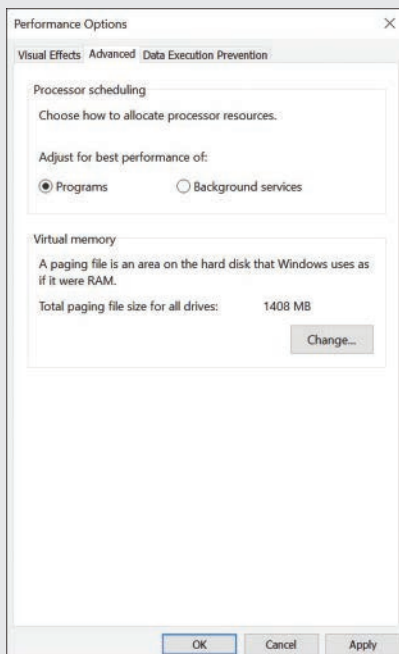 Performance Options
Visual Effects Advanced Data Execution Prevention
Processor scheduling
Choose how to allocate processor resources.
Adjust for best performance of:
Programs Background services
Virtual memory
A paging file is an area on the hard disk that Windows uses as
if it were RAM.
Total paging file size for all drives: 1408 MB
Change...
OK Cancel Apply